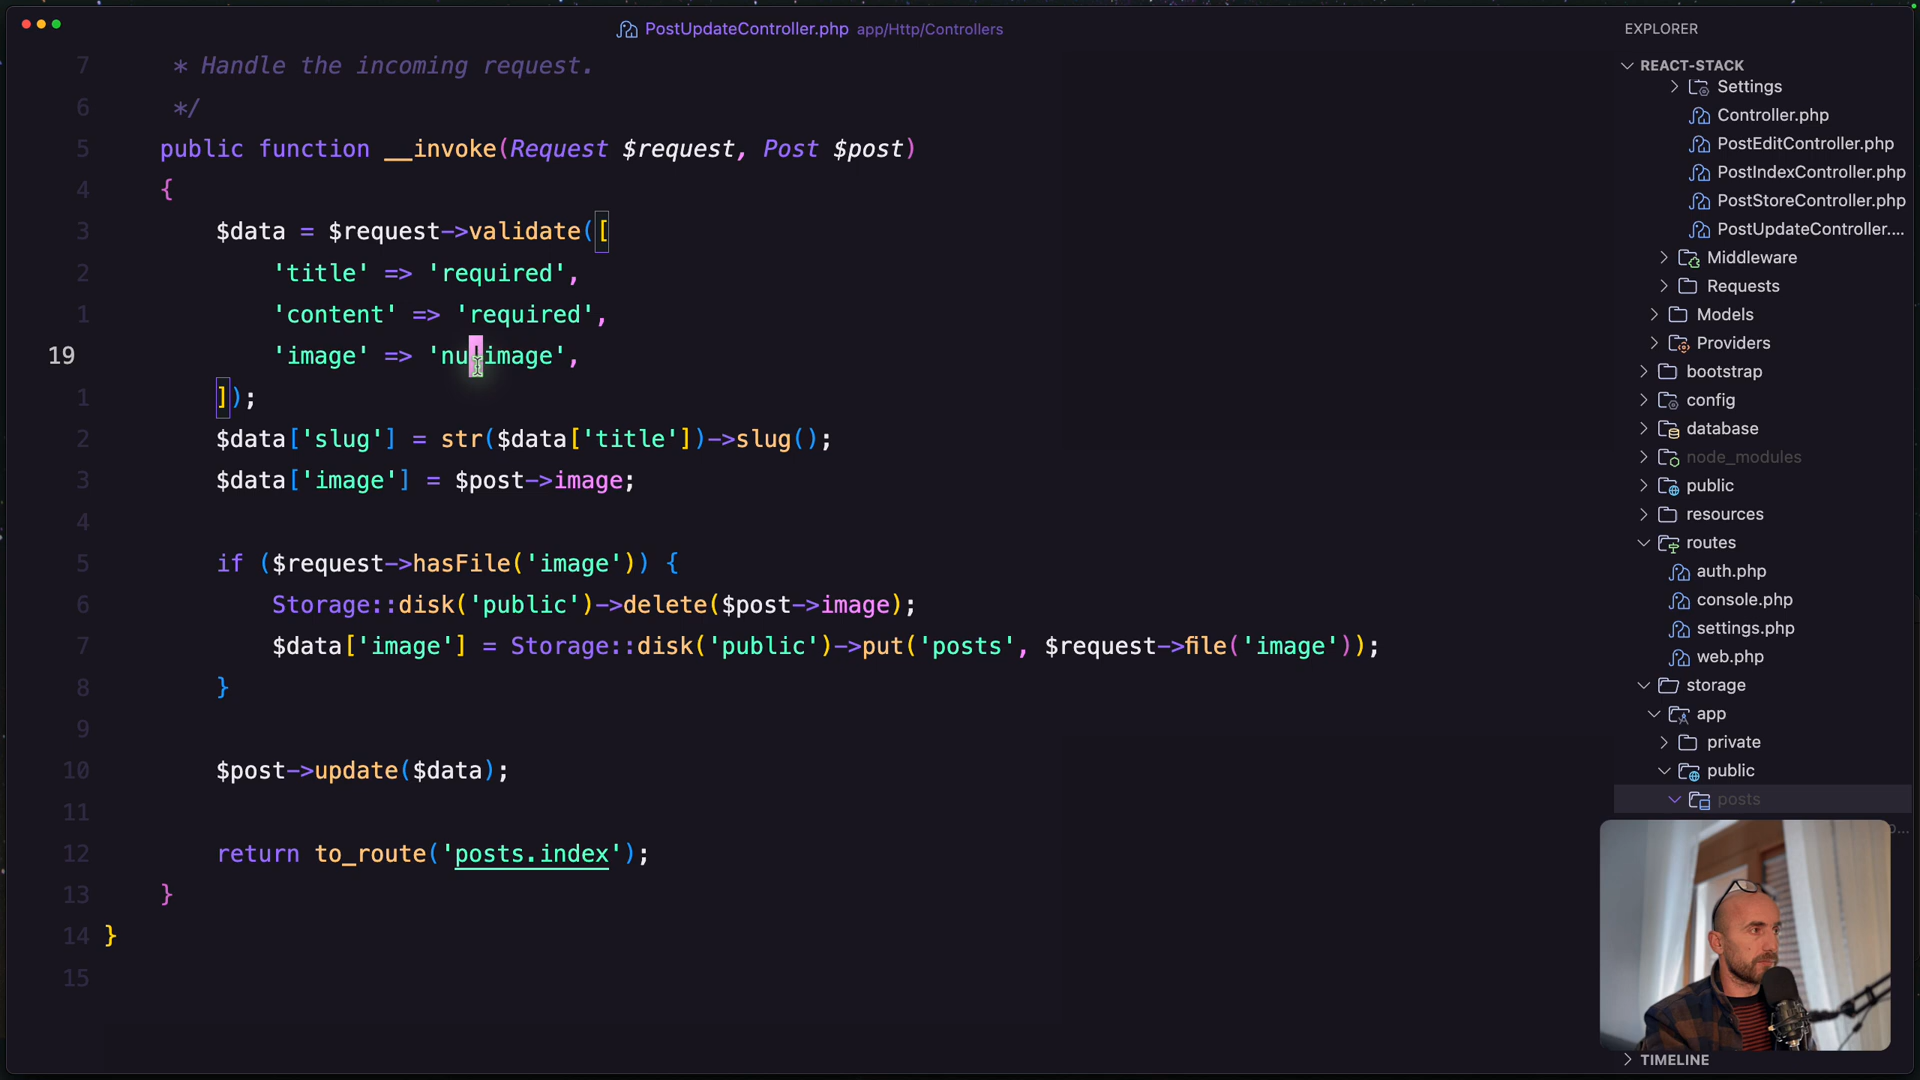 PostUpdateController.php app/Http/Controllers
7 * Handle the incoming request.
6 */
5 public function __invoke(Request $request, Post $post)
4 {
3 $data = $request->validate([
2 'title' => 'required',
1 'content' => 'required',
19 'image' => 'nu|image',
1 ]);
2 $data['slug'] = str($data['title'])->slug();
3 $data['image'] = $post->image;
4
5 if ($request->hasFile('image')) {
6 Storage::disk('public')->delete($post->image);
7 $data['image'] = Storage::disk('public')->put('posts', $request->file('image'));
8 }
9
10 $post->update($data);
11
12 return to_route('posts.index');
13 }
14 }
15
EXPLORER
REACT-STACK
Settings
Controller.php
PostEditController.php
PostIndexController.php
PostStoreController.php
PostUpdateController....
Middleware
Requests
Models
Providers
bootstrap
config
database
node_modules
public
resources
routes
auth.php
console.php
settings.php
web.php
storage
app
private
public
posts
TIMELINE